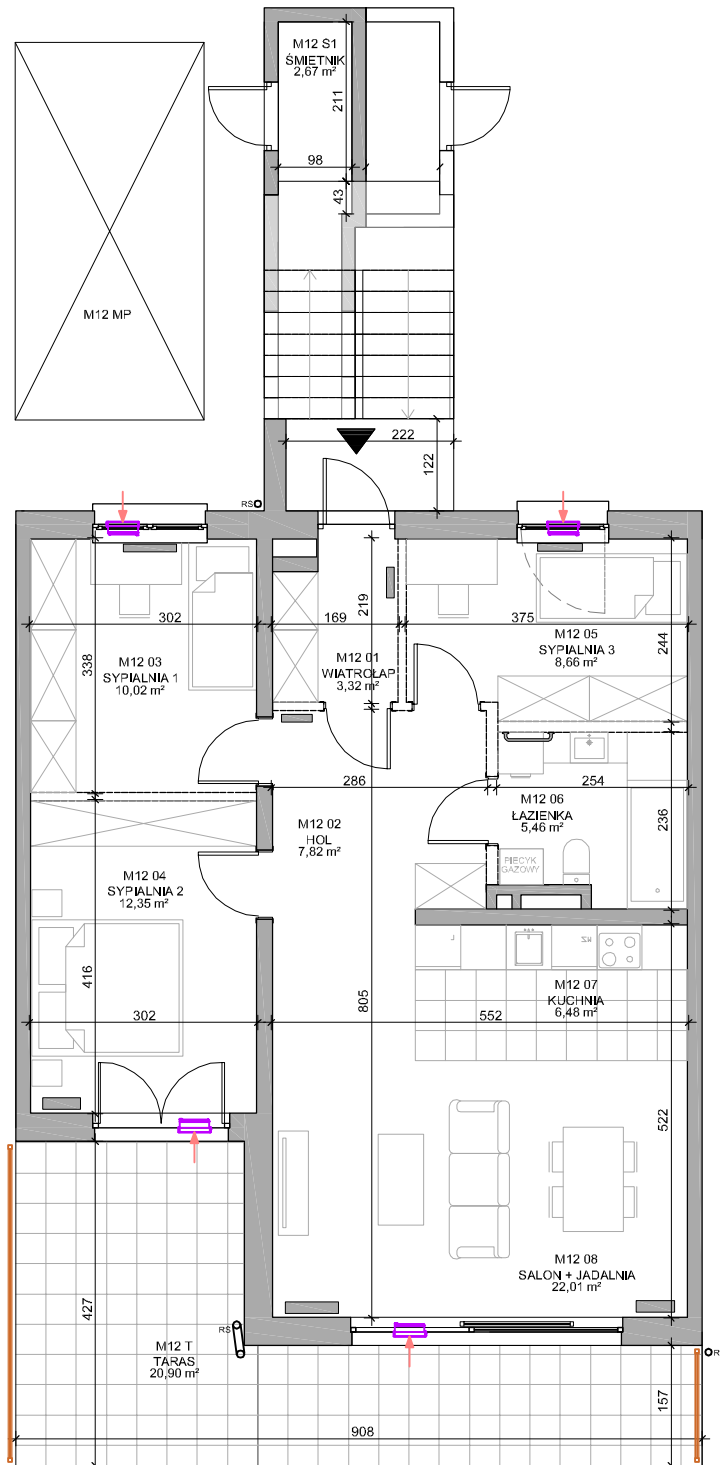 M12 S1
ŚMIETNIK
2,67 m²
211
98
43
M12 MP
222
122
RS
302
338
M12 03
SYPIALNIA 1
10,02 m²
169
219
M12 01
WIATROŁAP
3,32 m²
375
244
M12 05
SYPIALNIA 3
8,66 m²
286
254
M12 02
HOL
7,82 m²
M12 06
ŁAZIENKA
5,46 m²
236
PIECYK
GAZOWY
M12 04
SYPIALNIA 2
12,35 m²
416
302
805
L
ZM
M12 07
KUCHNIA
6,48 m²
552
522
M12 08
SALON + JADALNIA
22,01 m²
427
RS
M12 T
TARAS
20,90 m²
R
157
908